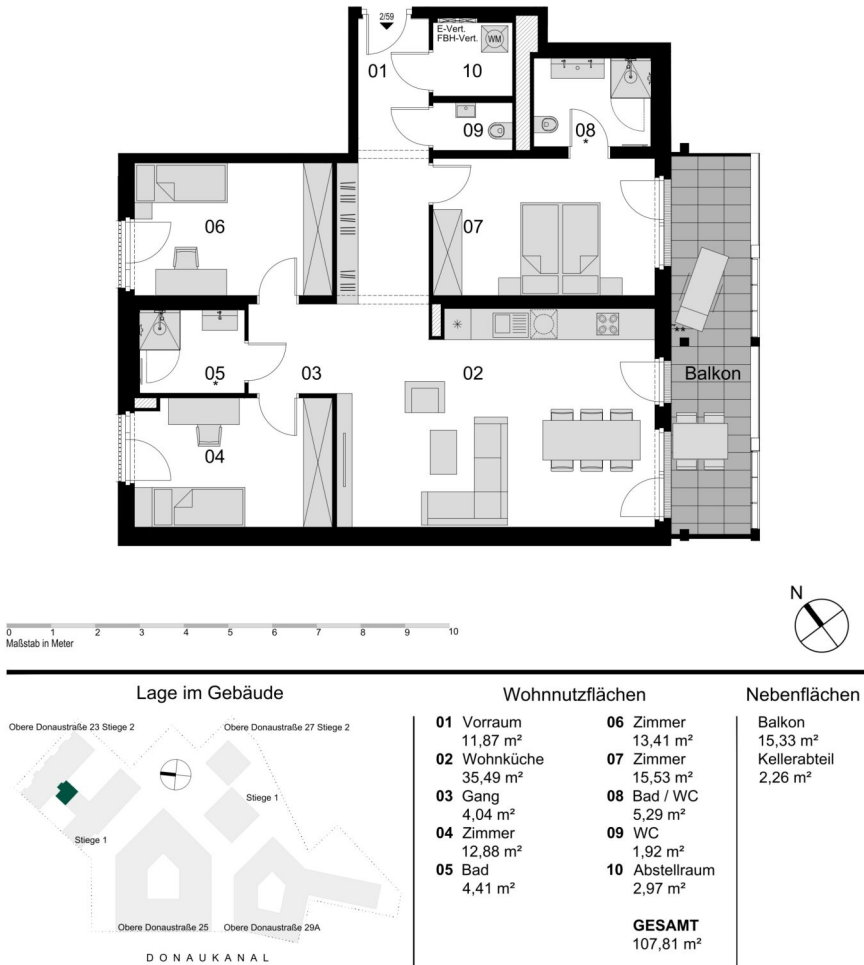 2/59
E-Vert.
FBH-Vert.
WM
01
10
09
08
*
06
07
05
*
03
02
*
**
Balkon
04
N
0 1 2 3 4 5 6 7 8 9 10
Maßstab in Meter
Lage im Gebäude
Obere Donaustraße 23 Stiege 2
Obere Donaustraße 27 Stiege 2
Stiege 1
Stiege 1
Obere Donaustraße 25
Obere Donaustraße 29A
DONAUKANAL
Wohnnutzflächen
01 Vorraum
11,87 m²
02 Wohnküche
35,49 m²
03 Gang
4,04 m²
04 Zimmer
12,88 m²
05 Bad
4,41 m²
06 Zimmer
13,41 m²
07 Zimmer
15,53 m²
08 Bad / WC
5,29 m²
09 WC
1,92 m²
10 Abstellraum
2,97 m²
GESAMT
107,81 m²
Nebenflächen
Balkon
15,33 m²
Kellerabteil
2,26 m²